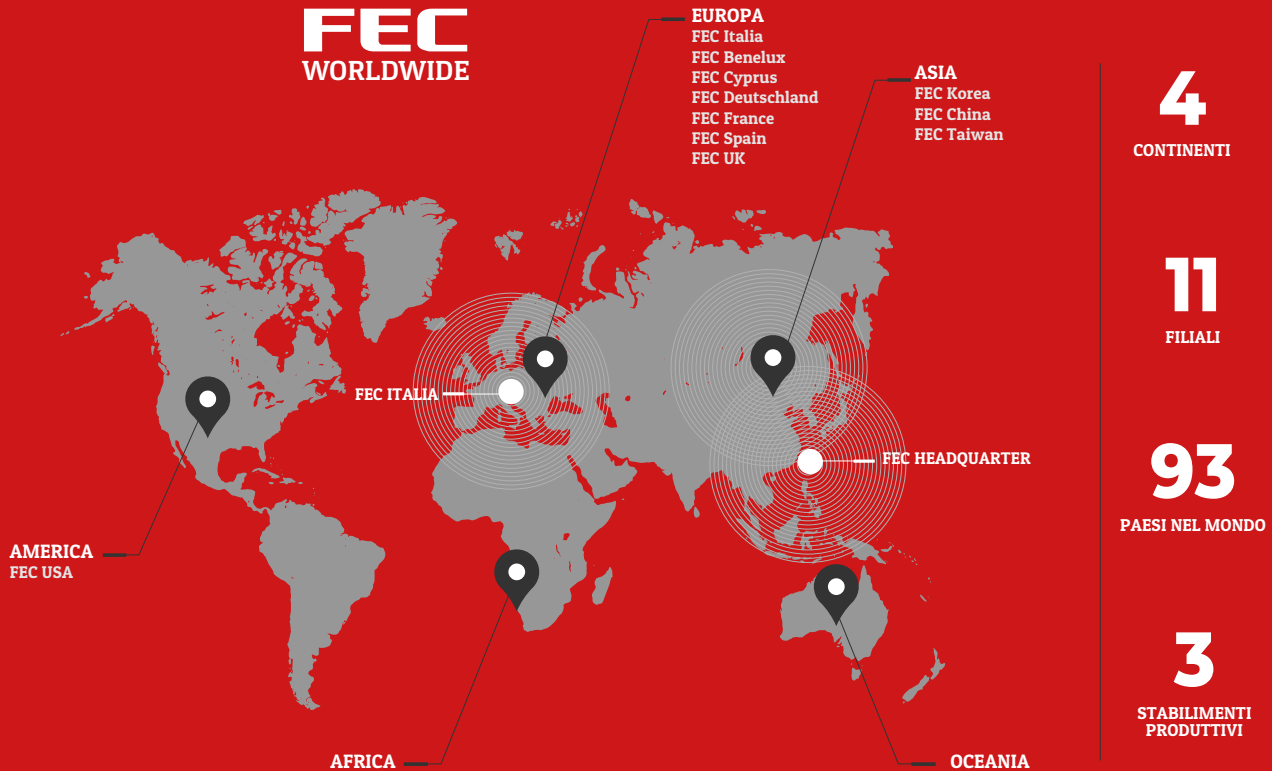 FEC
WORLDWIDE
EUROPA
FEC Italia
FEC Benelux
FEC Cyprus
FEC Deutschland
FEC France
FEC Spain
FEC UK
ASIA
FEC Korea
FEC China
FEC Taiwan
FEC ITALIA
FEC HEADQUARTER
AMERICA
FEC USA
AFRICA
OCEANIA
4
CONTINENTI
11
FILIALI
93
PAESI NEL MONDO
3
STABILIMENTI
PRODUTTIVI